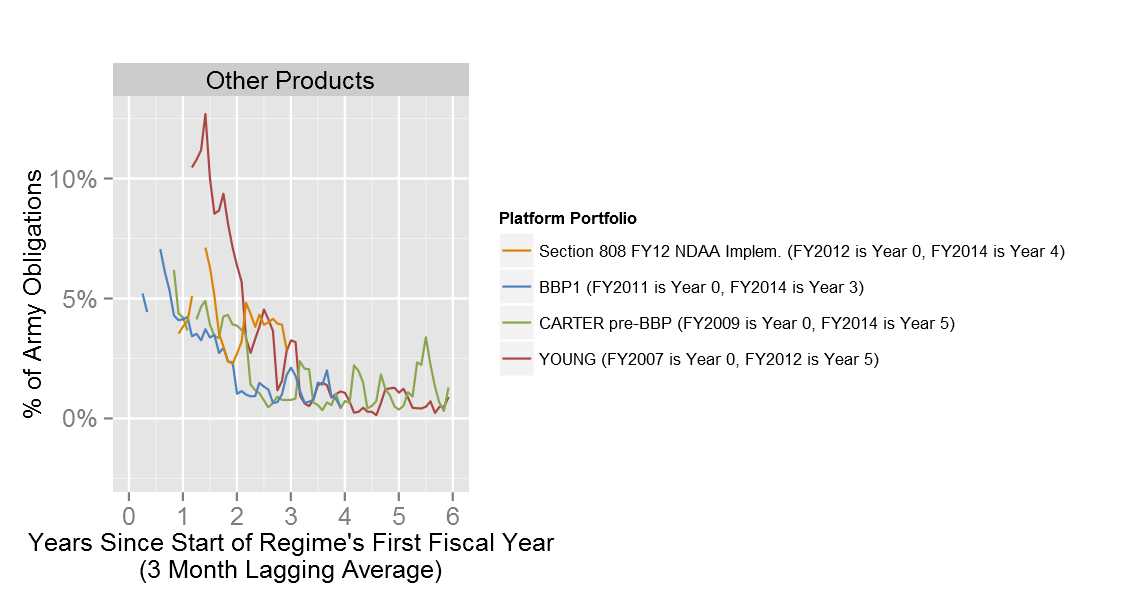 Other Products
% of Army Obligations
10%
5%
0%
0 1 2 3 4 5 6
Years Since Start of Regime's First Fiscal Year
(3 Month Lagging Average)
Platform Portfolio
Section 808 FY12 NDAA Implem. (FY2012 is Year 0, FY2014 is Year 4)
BBP1 (FY2011 is Year 0, FY2014 is Year 3)
CARTER pre-BBP (FY2009 is Year 0, FY2014 is Year 5)
YOUNG (FY2007 is Year 0, FY2012 is Year 5)